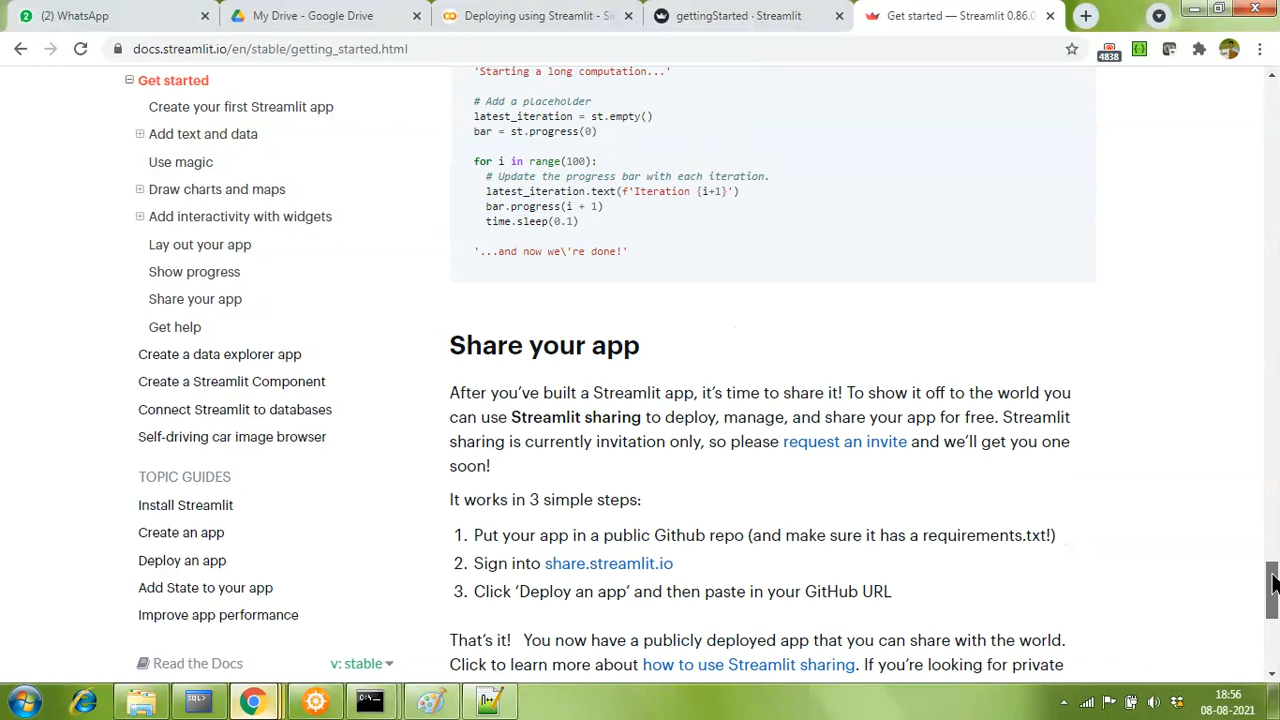 2 (2) WhatsApp
My Drive - Google Drive
Deploying using Streamlit - Si
gettingStarted · Streamlit
Get started — Streamlit 0.86.0
docs.streamlit.io/en/stable/getting_started.html
4838
Get started
Create your first Streamlit app
Add text and data
Use magic
Draw charts and maps
Add interactivity with widgets
Lay out your app
Show progress
Share your app
Get help
Create a data explorer app
Create a Streamlit Component
Connect Streamlit to databases
Self-driving car image browser
TOPIC GUIDES
Install Streamlit
Create an app
Deploy an app
Add State to your app
Improve app performance
Read the Docs v: stable
'Starting a long computation...'
# Add a placeholder
latest_iteration = st.empty()
bar = st.progress(0)
for i in range(100):
# Update the progress bar with each iteration.
latest_iteration.text(f'Iteration {i+1}')
bar.progress(i + 1)
time.sleep(0.1)
'...and now we\'re done!'
Share your app
After you've built a Streamlit app, it's time to share it! To show it off to the world you
can use Streamlit sharing to deploy, manage, and share your app for free. Streamlit
sharing is currently invitation only, so please request an invite and we'll get you one
soon!
It works in 3 simple steps:
1. Put your app in a public Github repo (and make sure it has a requirements.txt!)
2. Sign into share.streamlit.io
3. Click 'Deploy an app' and then paste in your GitHub URL
That's it! You now have a publicly deployed app that you can share with the world.
Click to learn more about how to use Streamlit sharing. If you're looking for private
SQL>
18:56
08-08-2021